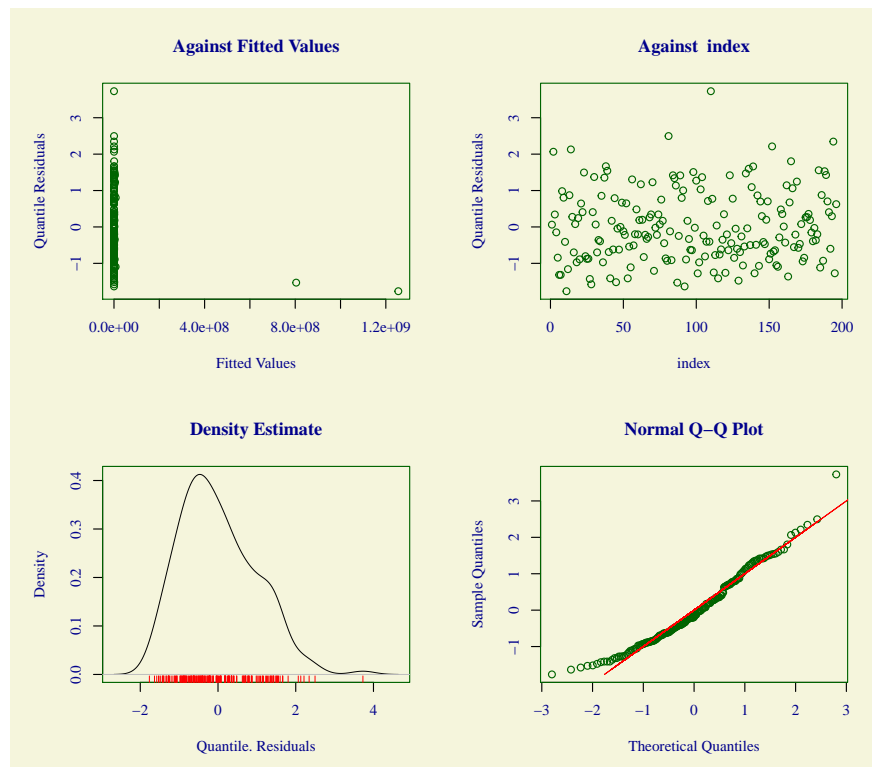 Against Fitted Values
Quantile Residuals
−1 0 1 2 3
0.0e+00 4.0e+08 8.0e+08 1.2e+09
Fitted Values
Against index
Quantile Residuals
−1 0 1 2 3
0 50 100 150 200
index
Density Estimate
Density
0.0 0.1 0.2 0.3 0.4
−2 0 2 4
Quantile. Residuals
Normal Q−Q Plot
Sample Quantiles
−1 0 1 2 3
−3 −2 −1 0 1 2 3
Theoretical Quantiles